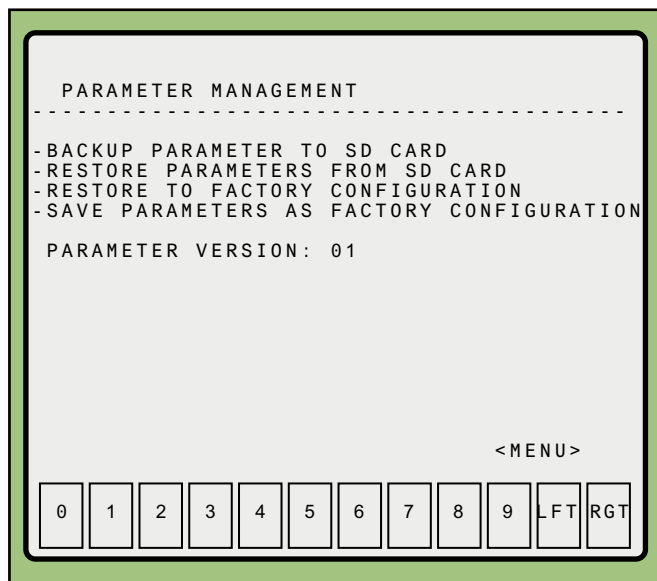 PARAMETER MANAGEMENT
-----------------------------------------
-BACKUP PARAMETER TO SD CARD
-RESTORE PARAMETERS FROM SD CARD
-RESTORE TO FACTORY CONFIGURATION
-SAVE PARAMETERS AS FACTORY CONFIGURATION
PARAMETER VERSION: 01
<MENU>
0 1 2 3 4 5 6 7 8 9 LFT RGT